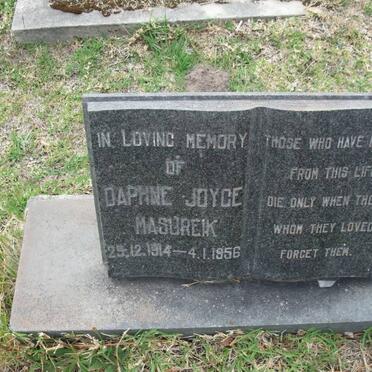 IN LOVING MEMORY
OF
DAPHNE JOYCE
MASUREIK
25.12.1914 — 4.1.1956
THOSE WHO HAVE
FROM THIS
DIE ONLY WHEN
WHOM THEY
FORGET THEM.